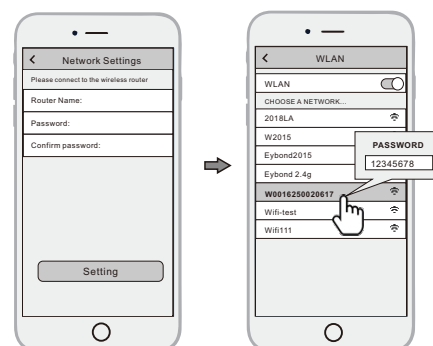 Network Settings
Please connect to the wireless router
Router Name:
Password:
Confirm password:
Setting
WLAN
WLAN
CHOOSE A NETWORK...
2018LA
W2015
Eybond2015
Eybond 2.4g
W0016250020617
Wifi-test
Wifi111
PASSWORD
12345678